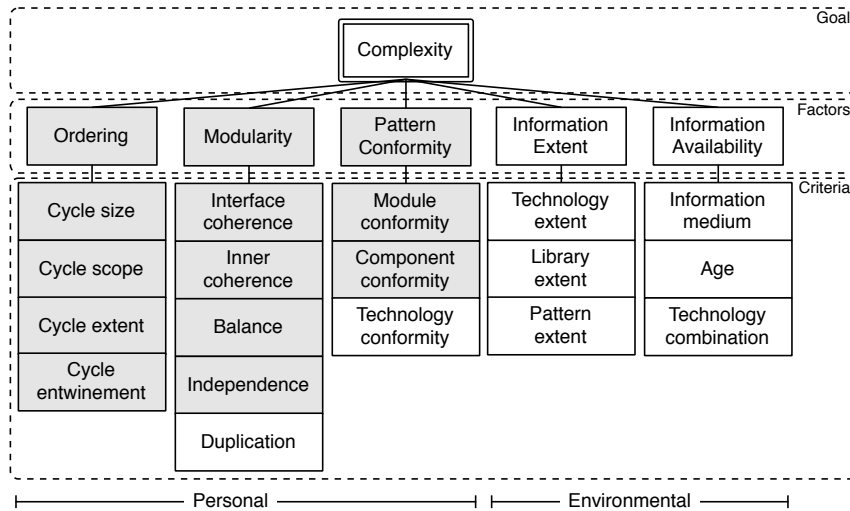 Goal
Complexity
Factors
Ordering
Modularity
Pattern
Conformity
Information
Extent
Information
Availability
Criteria
Cycle size
Cycle scope
Cycle extent
Cycle
entwinement
Interface
coherence
Inner
coherence
Balance
Independence
Duplication
Module
conformity
Component
conformity
Technology
conformity
Technology
extent
Library
extent
Pattern
extent
Information
medium
Age
Technology
combination
Personal
Environmental